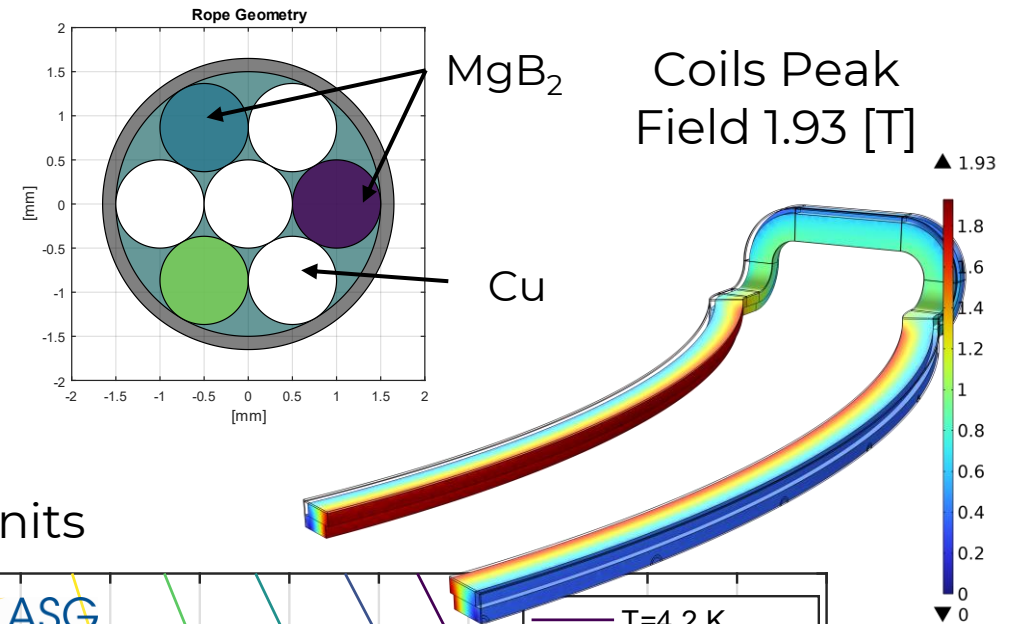 Rope Geometry
2
1.5
1
0.5
0
-0.5
-1
-1.5
-2
[mm]
-2 -1.5 -1 -0.5 0 0.5 1 1.5 2
[mm]
MgB₂
Cu
Coils Peak
Field 1.93 [T]
▲ 1.93
1.8
1.6
1.4
1.2
1
0.8
0.6
0.4
0.2
0
▼ 0
nits
ASG
T=4.2 K